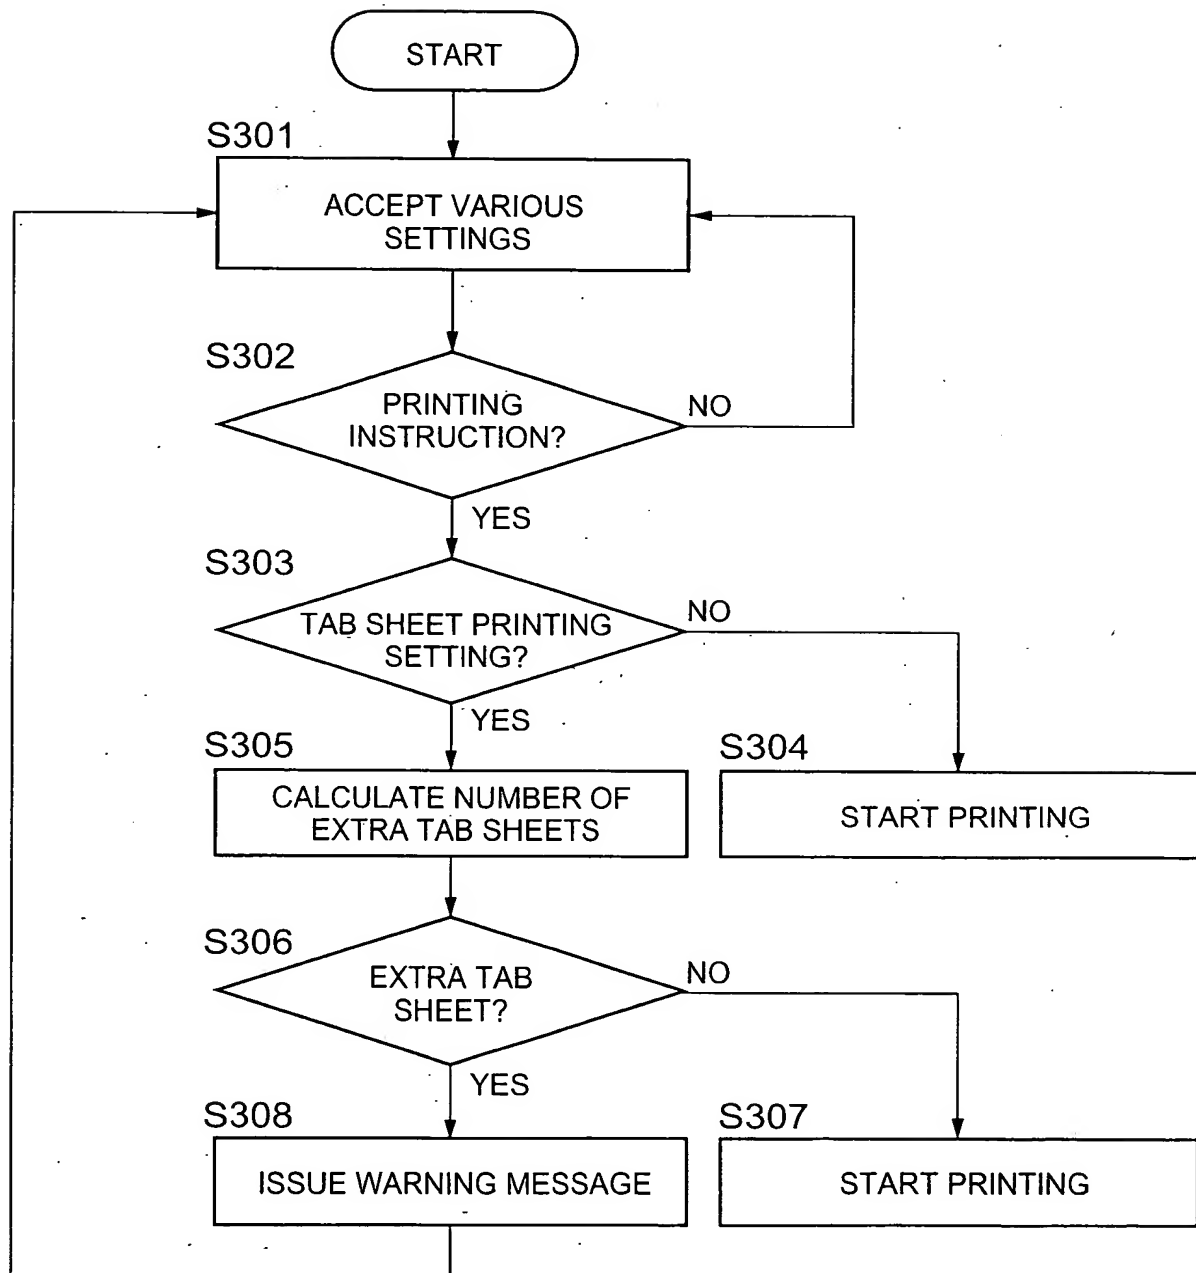 START
S301
ACCEPT VARIOUS
SETTINGS
S302
PRINTING
INSTRUCTION?
NO
YES
S303
TAB SHEET PRINTING
SETTING?
NO
YES
S305
CALCULATE NUMBER OF
EXTRA TAB SHEETS
S304
START PRINTING
S306
EXTRA TAB
SHEET?
NO
YES
S308
ISSUE WARNING MESSAGE
S307
START PRINTING